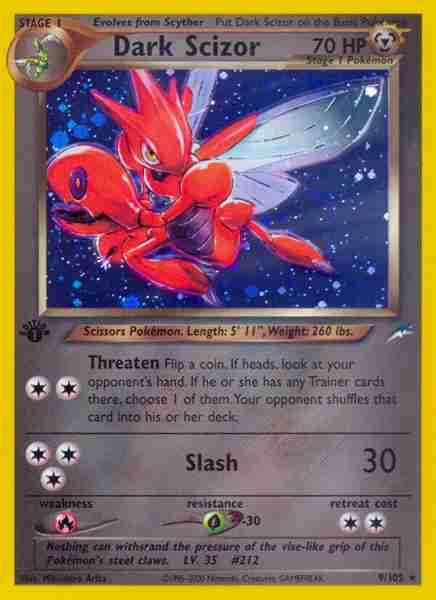 STAGE 1 Evolves from Scyther Put Dark Scizor on the Basic Pokémon
Dark Scizor 70 HP
Stage 1 Pokémon
EDITION
1
Scissors Pokémon. Length: 5' 11", Weight: 260 lbs.
Threaten Flip a coin. If heads, look at your
opponent's hand. If he or she has any Trainer cards
there, choose 1 of them. Your opponent shuffles that
card into his or her deck.
Slash 30
weakness resistance retreat cost
-30
Nothing can withstand the pressure of the vise-like grip of this
Pokémon's steel claws. LV. 35 #212
Illus. Mitsuhiro Arita ©1995-2000 Nintendo, Creatures, GAMEFREAK. 9/105